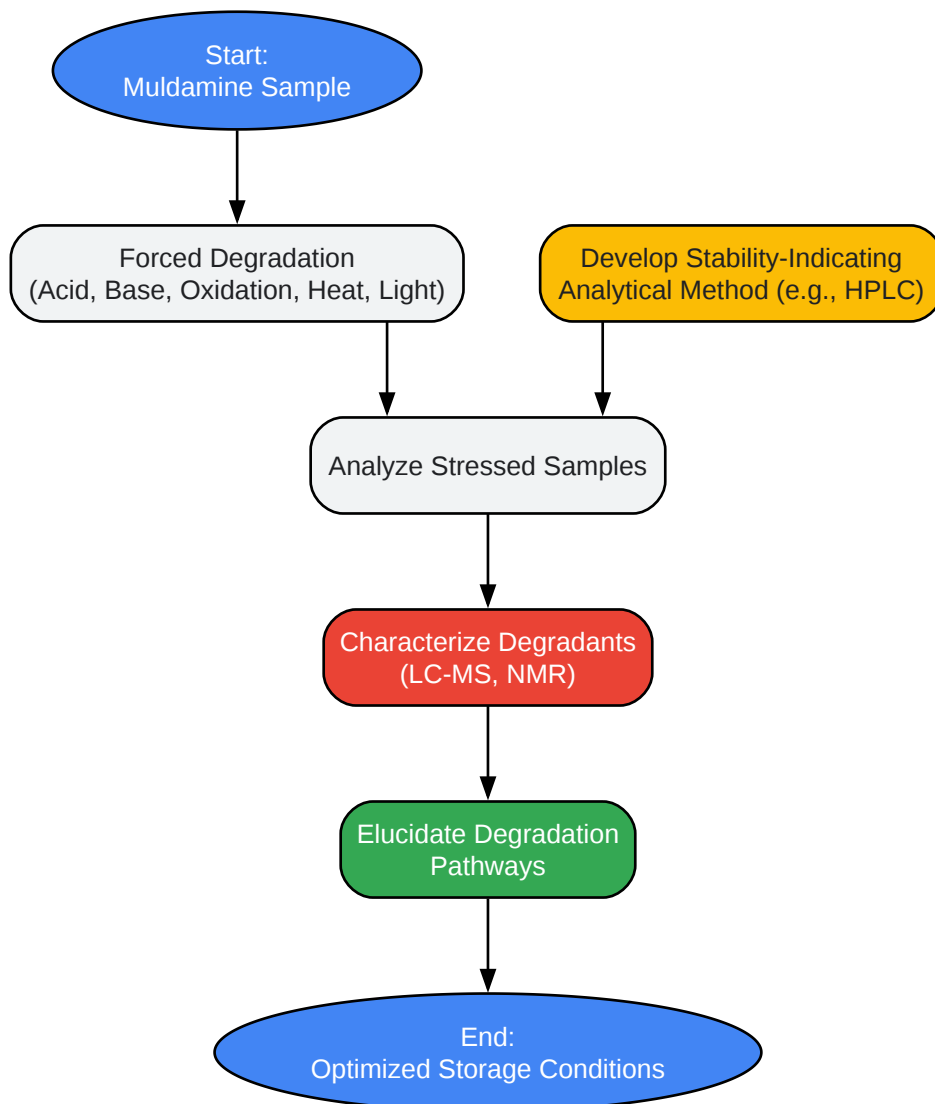 Start:
Muldamine Sample
Forced Degradation
(Acid, Base, Oxidation, Heat, Light)
Develop Stability-Indicating
Analytical Method (e.g., HPLC)
Analyze Stressed Samples
Characterize Degradants
(LC-MS, NMR)
Elucidate Degradation
Pathways
End:
Optimized Storage Conditions